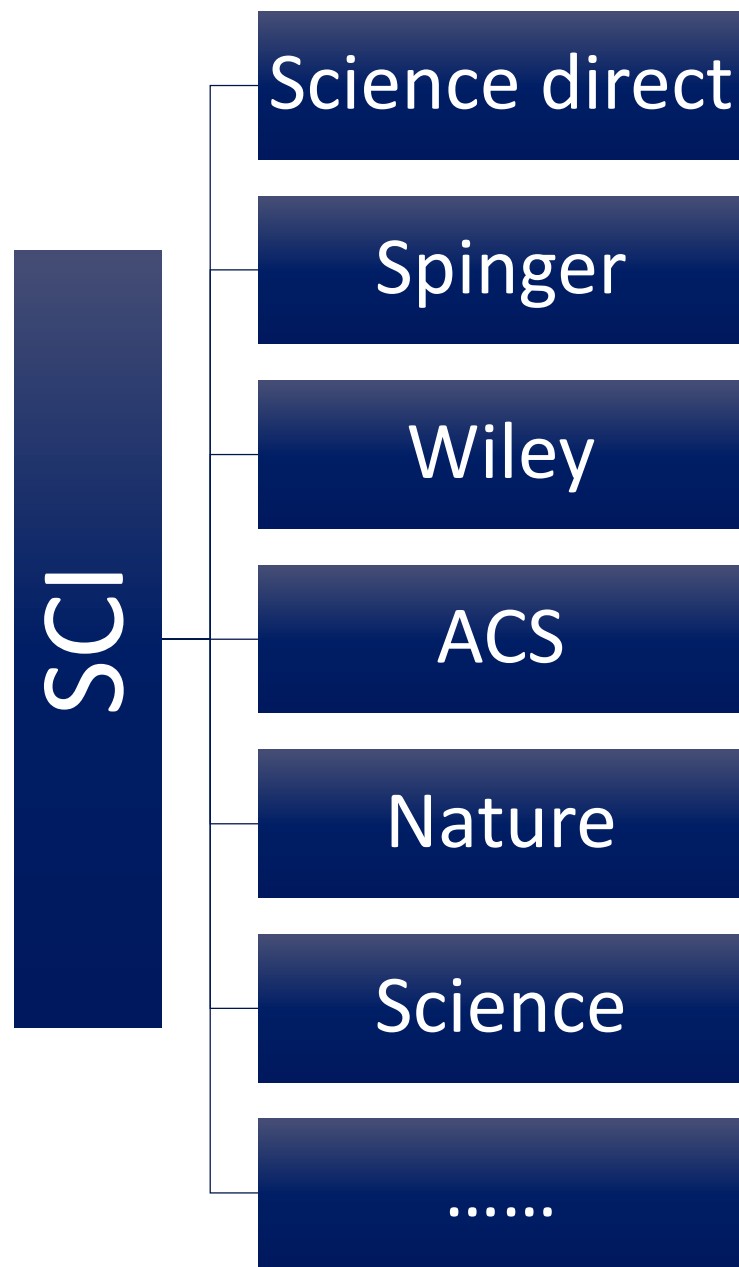 SCI
Science direct
Spinger
Wiley
ACS
Nature
Science
……